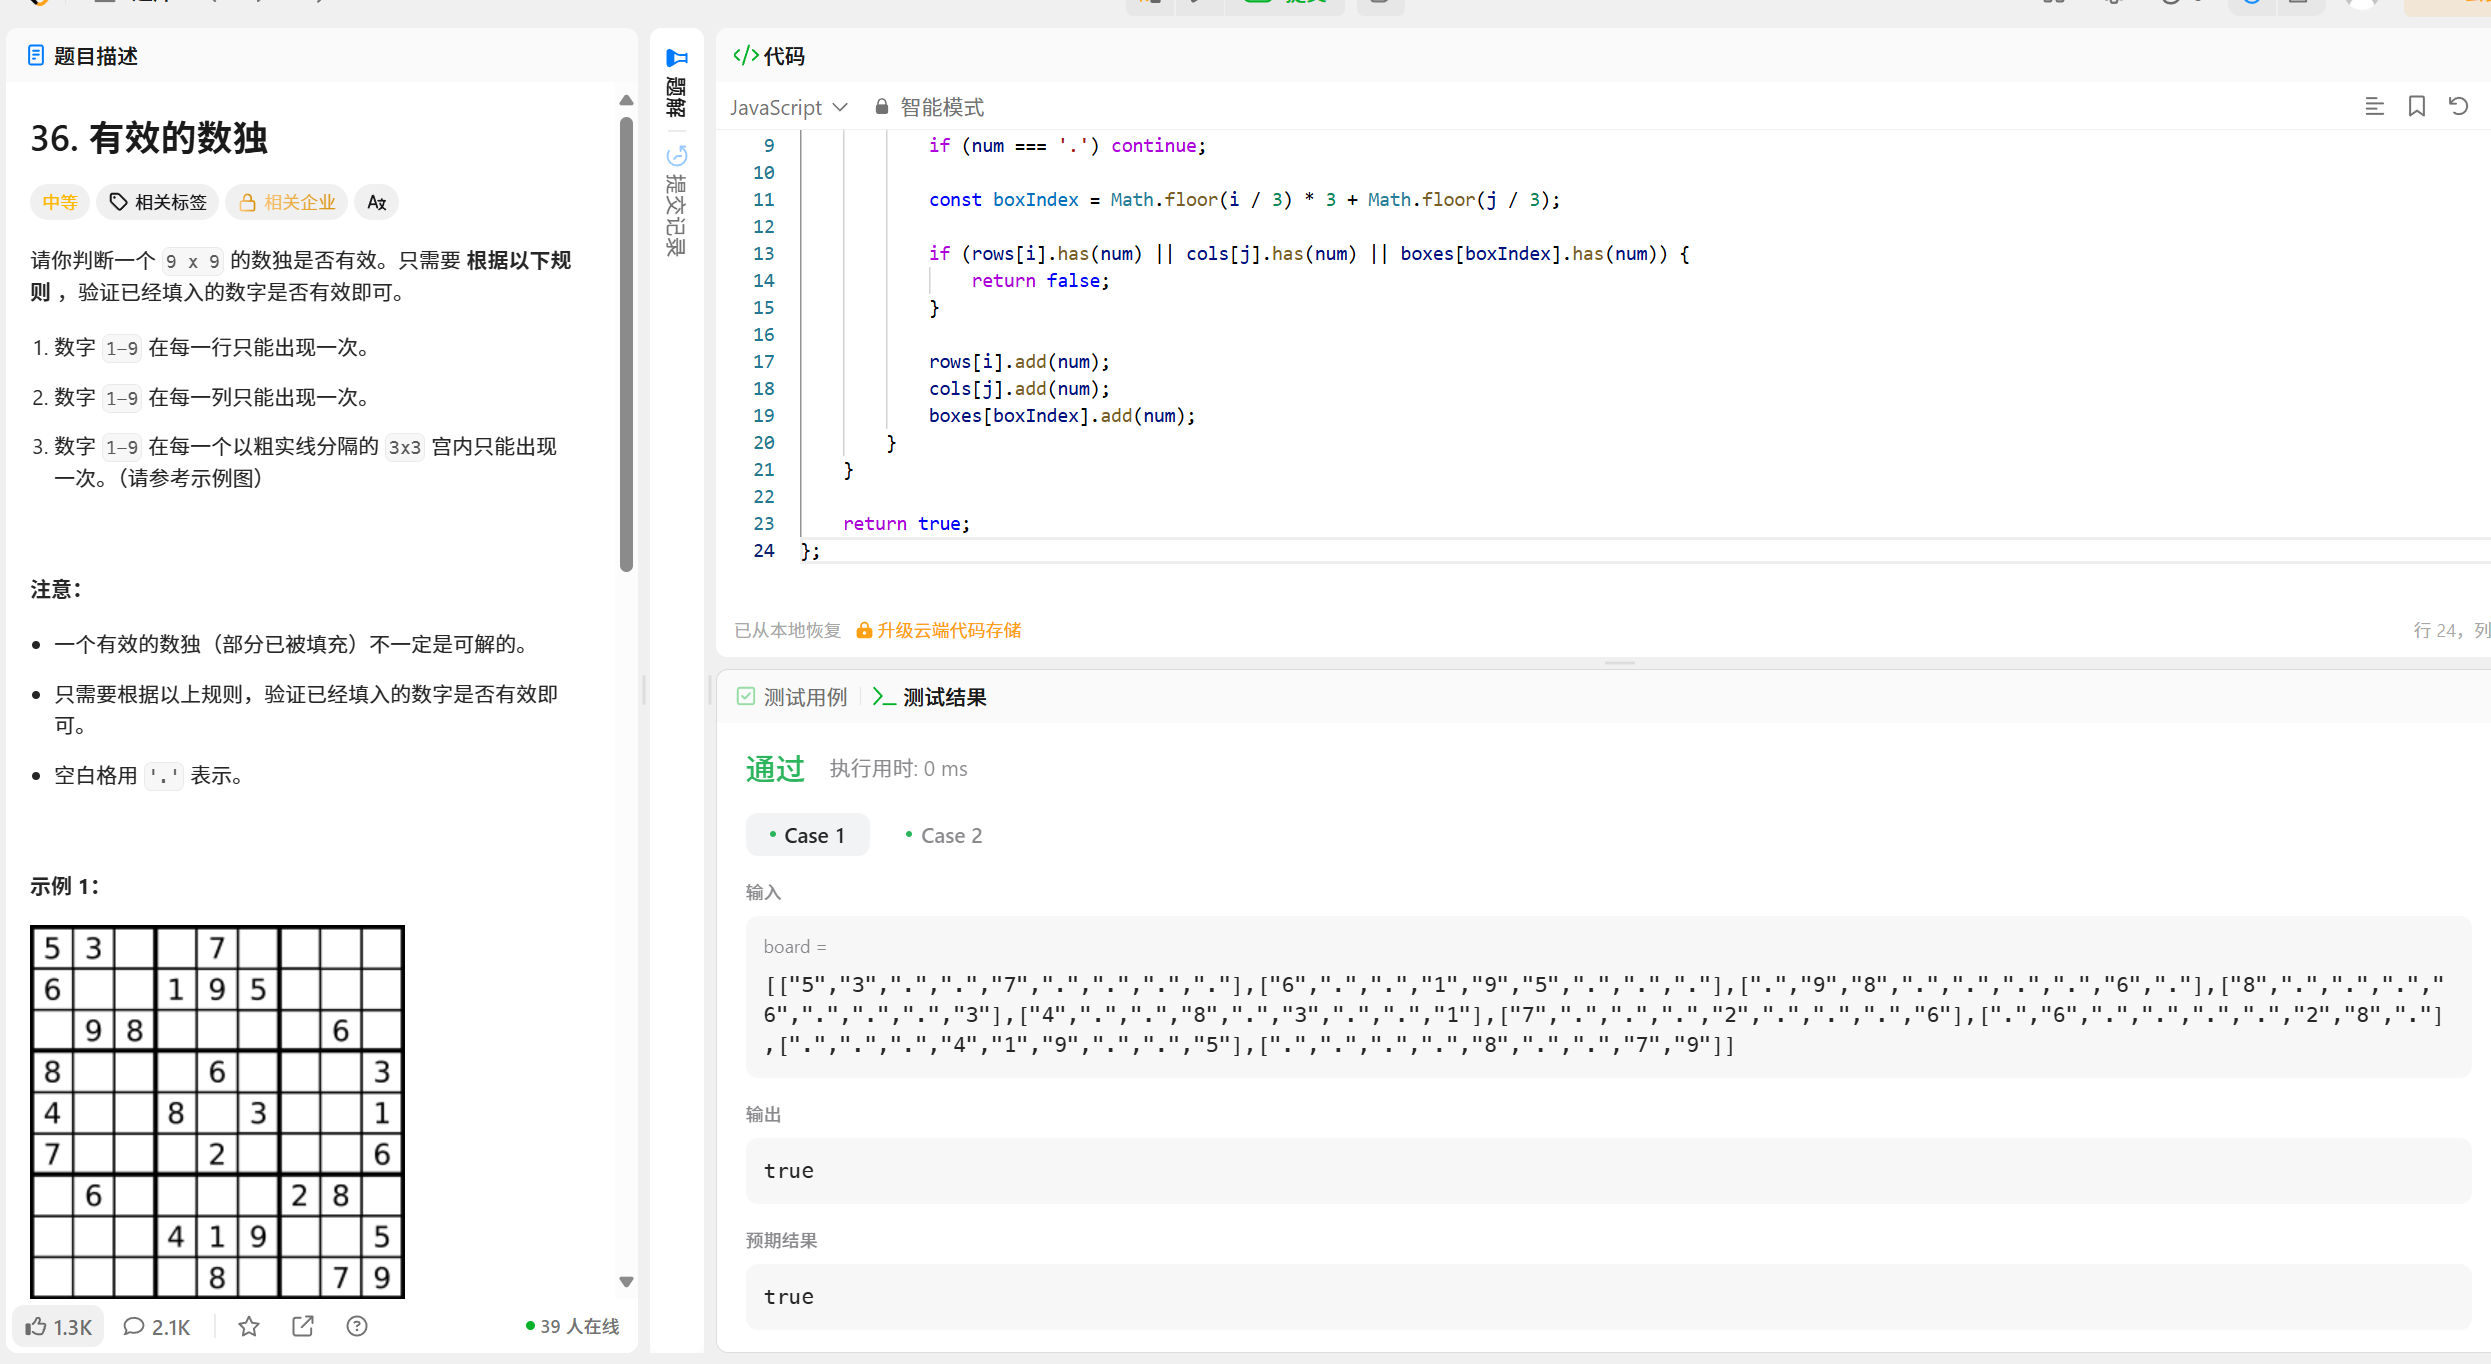 题目描述
36. 有效的数独
中等 相关标签 相关企业
请你判断一个 9 x 9 的数独是否有效。只需要 根据以下规
则 ，验证已经填入的数字是否有效即可。
1. 数字 1-9 在每一行只能出现一次。
2. 数字 1-9 在每一列只能出现一次。
3. 数字 1-9 在每一个以粗实线分隔的 3x3 宫内只能出现
一次。（请参考示例图）
注意：
一个有效的数独（部分已被填充）不一定是可解的。
只需要根据以上规则，验证已经填入的数字是否有效即
可。
空白格用 '.' 表示。
示例 1：
5 3 7
6 1 9 5
9 8 6
8 6 3
4 8 3 1
7 2 6
6 2 8
4 1 9 5
8 7 9
1.3K 2.1K 39 人在线
题解
提交记录
代码
JavaScript 智能模式
9 if (num === '.') continue;
10
11 const boxIndex = Math.floor(i / 3) * 3 + Math.floor(j / 3);
12
13 if (rows[i].has(num) || cols[j].has(num) || boxes[boxIndex].has(num)) {
14 return false;
15 }
16
17 rows[i].add(num);
18 cols[j].add(num);
19 boxes[boxIndex].add(num);
20 }
21 }
22
23 return true;
24 };
已从本地恢复 升级云端代码存储 行 24，列
测试用例 测试结果
通过 执行用时: 0 ms
Case 1 Case 2
输入
board =
[["5","3",".",".","7",".",".",".","."],["6",".",".","1","9","5",".",".","."],[".","9","8",".",".",".",".","6","."],["8",".",".",".","
6",".",".",".","3"],["4",".",".","8",".","3",".",".","1"],["7",".",".",".","2",".",".",".","6"],[".","6",".",".",".",".","2","8","."]
,[".",".",".","4","1","9",".",".","5"],[".",".",".",".","8",".",".","7","9"]]
输出
true
预期结果
true